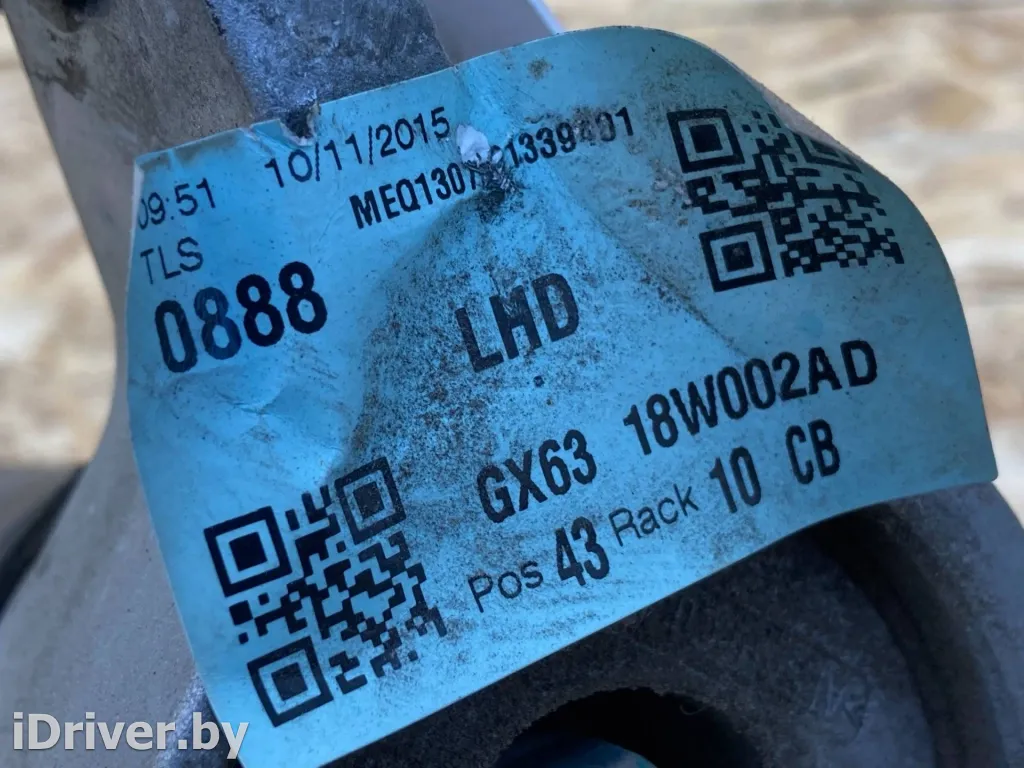 09:51 10/11/2015
TLS
0888
LHD
GX63 18W002AD
Pos 43 Rack 10 CB
iDriver.by